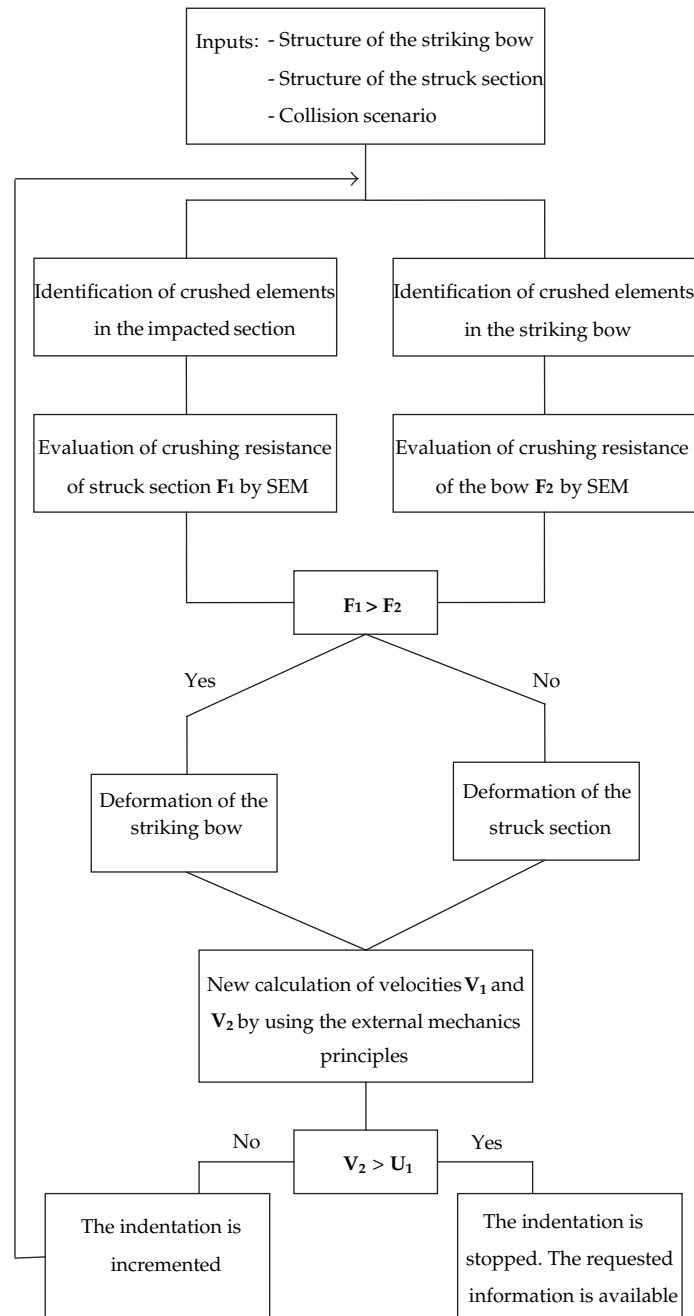 Inputs: - Structure of the striking bow
- Structure of the struck section
- Collision scenario
Identification of crushed elements
in the impacted section
Identification of crushed elements
in the striking bow
Evaluation of crushing resistance
of struck section F1 by SEM
Evaluation of crushing resistance
of the bow F2 by SEM
F1 > F2
Yes
No
Deformation of the
striking bow
Deformation of the
struck section
New calculation of velocities V1 and
V2 by using the external mechanics
principles
No
V2 > U1
Yes
The indentation is
incremented
The indentation is
stopped. The requested
information is available